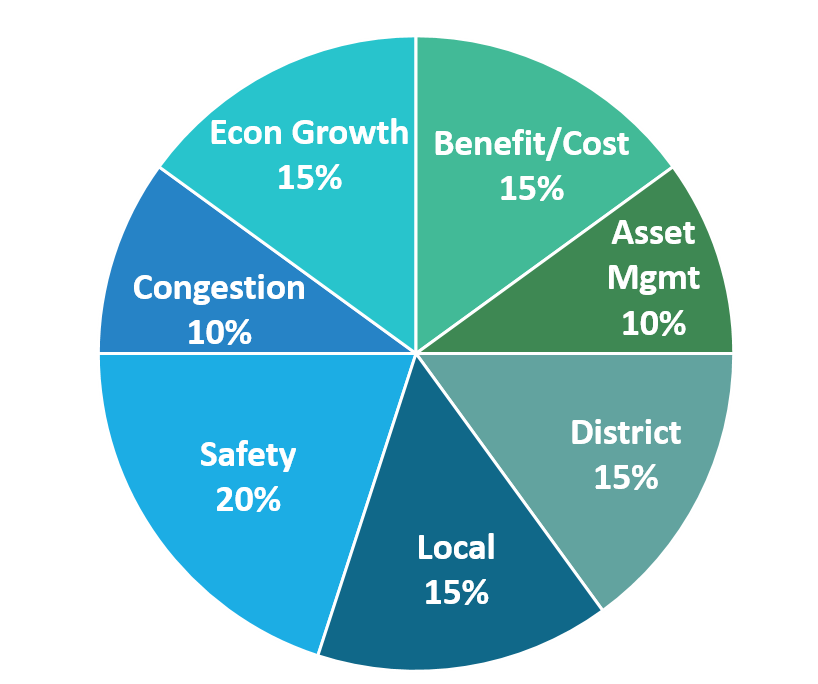 Econ Growth
15%
Benefit/Cost
15%
Asset
Mgmt
10%
Congestion
10%
District
15%
Safety
20%
Local
15%